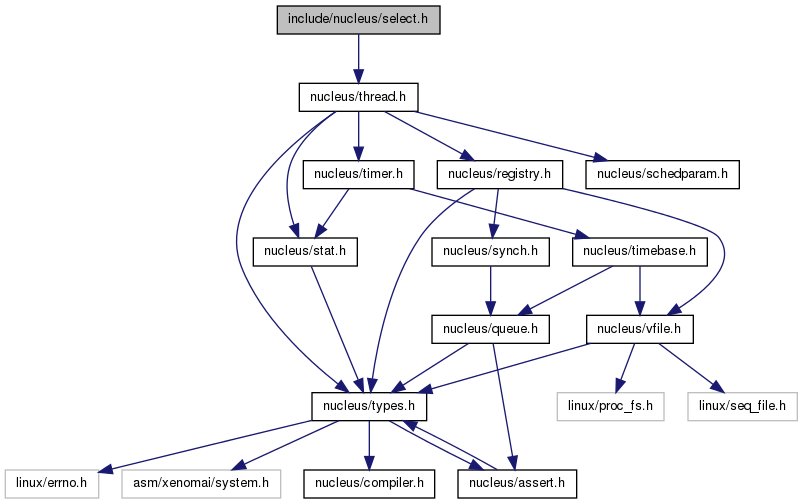 include/nucleus/select.h
nucleus/thread.h
nucleus/timer.h
nucleus/registry.h
nucleus/schedparam.h
nucleus/stat.h
nucleus/synch.h
nucleus/timebase.h
nucleus/queue.h
nucleus/vfile.h
nucleus/types.h
linux/proc_fs.h
linux/seq_file.h
linux/errno.h
asm/xenomai/system.h
nucleus/compiler.h
nucleus/assert.h